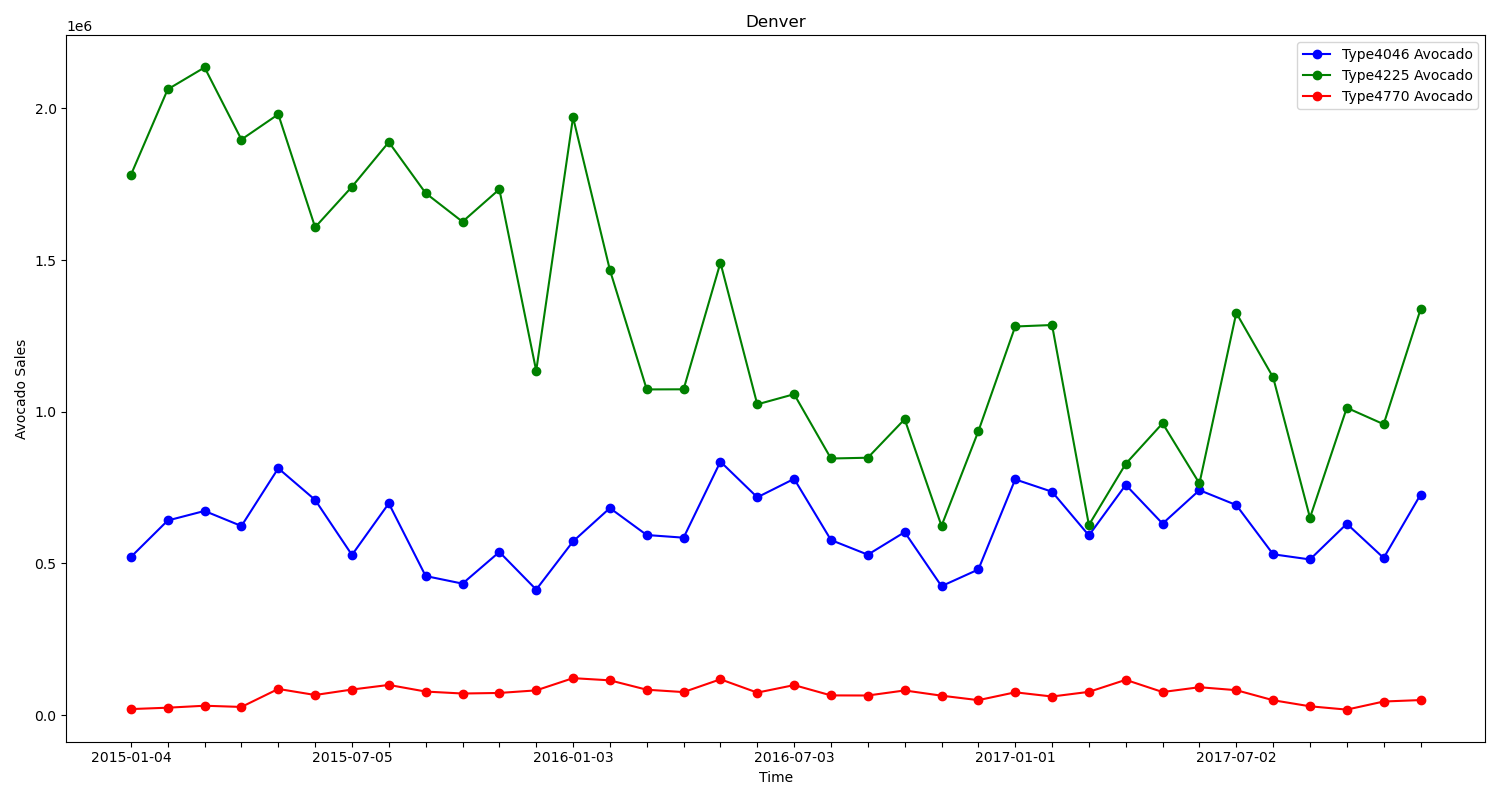 Denver
1e6
Type4046 Avocado
Type4225 Avocado
Type4770 Avocado
2.0
1.5
1.0
0.5
0.0
Avocado Sales
2015-01-04 2015-07-05 2016-01-03 2016-07-03 2017-01-01 2017-07-02
Time